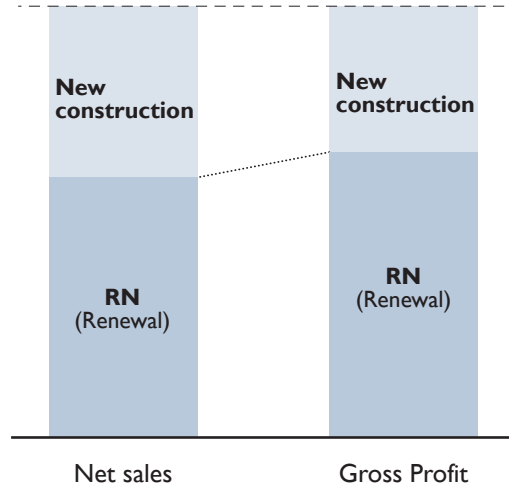 New
construction
New
construction
RN
(Renewal)
RN
(Renewal)
Net sales
Gross Profit